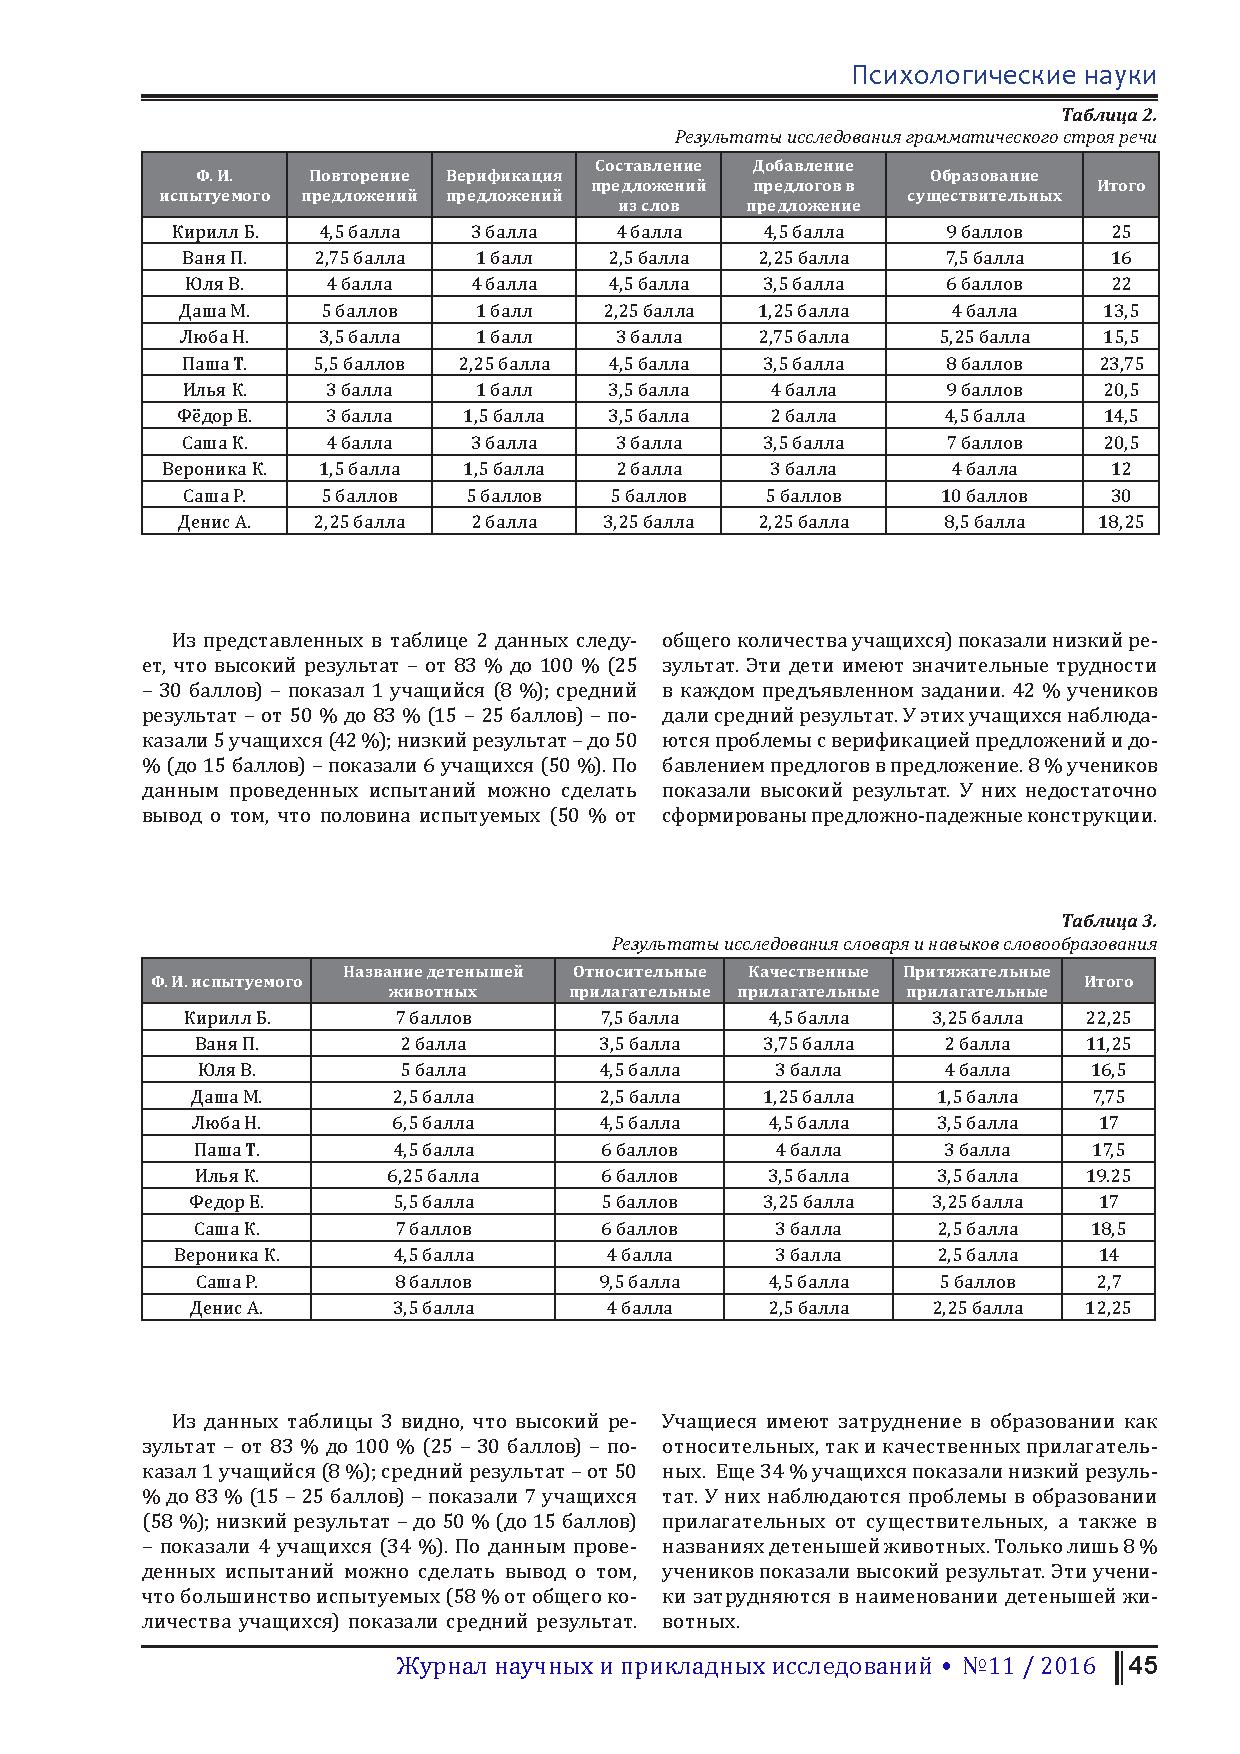 Психологические науки
Таблица 2.
Результаты исследования грамматического строя речи
Ф. И. испытуемого Повторение предложений Верификация предложений Составление предложений из слов Добавление предлогов в предложение Образование существительных Итого
Кирилл Б. 4,5 балла 3 балла 4 балла 4,5 балла 9 баллов 25
Ваня П. 2,75 балла 1 балл 2,5 балла 2,25 балла 7,5 балла 16
Юля В. 4 балла 4 балла 4,5 балла 3,5 балла 6 баллов 22
Даша М. 5 баллов 1 балл 2,25 балла 1,25 балла 4 балла 13,5
Люба Н. 3,5 балла 1 балл 3 балла 2,75 балла 5,25 балла 15,5
Паша Т. 5,5 баллов 2,25 балла 4,5 балла 3,5 балла 8 баллов 23,75
Илья К. 3 балла 1 балл 3,5 балла 4 балла 9 баллов 20,5
Фёдор Е. 3 балла 1,5 балла 3,5 балла 2 балла 4,5 балла 14,5
Саша К. 4 балла 3 балла 3 балла 3,5 балла 7 баллов 20,5
Вероника К. 1,5 балла 1,5 балла 2 балла 3 балла 4 балла 12
Саша Р. 5 баллов 5 баллов 5 баллов 5 баллов 10 баллов 30
Денис А. 2,25 балла 2 балла 3,25 балла 2,25 балла 8,5 балла 18,25
Из представленных в таблице 2 данных следу-
ет, что высокий результат – от 83 % до 100 % (25
– 30 баллов) – показал 1 учащийся (8 %); средний
результат – от 50 % до 83 % (15 – 25 баллов) – по-
казали 5 учащихся (42 %); низкий результат – до 50
% (до 15 баллов) – показали 6 учащихся (50 %). По
данным проведенных испытаний можно сделать
вывод о том, что половина испытуемых (50 % от
общего количества учащихся) показали низкий ре-
зультат. Эти дети имеют значительные трудности
в каждом предъявленном задании. 42 % учеников
дали средний результат. У этих учащихся наблюда-
ются проблемы с верификацией предложений и до-
бавлением предлогов в предложение. 8 % учеников
показали высокий результат. У них недостаточно
сформированы предложно-падежные конструкции.
Таблица 3.
Результаты исследования словаря и навыков словообразования
Ф. И. испытуемого Название детенышей животных Относительные прилагательные Качественные прилагательные Притяжательные прилагательные Итого
Кирилл Б. 7 баллов 7,5 балла 4,5 балла 3,25 балла 22,25
Ваня П. 2 балла 3,5 балла 3,75 балла 2 балла 11,25
Юля В. 5 балла 4,5 балла 3 балла 4 балла 16,5
Даша М. 2,5 балла 2,5 балла 1,25 балла 1,5 балла 7,75
Люба Н. 6,5 балла 4,5 балла 4,5 балла 3,5 балла 17
Паша Т. 4,5 балла 6 баллов 4 балла 3 балла 17,5
Илья К. 6,25 балла 6 баллов 3,5 балла 3,5 балла 19.25
Федор Е. 5,5 балла 5 баллов 3,25 балла 3,25 балла 17
Саша К. 7 баллов 6 баллов 3 балла 2,5 балла 18,5
Вероника К. 4,5 балла 4 балла 3 балла 2,5 балла 14
Саша Р. 8 баллов 9,5 балла 4,5 балла 5 баллов 2,7
Денис А. 3,5 балла 4 балла 2,5 балла 2,25 балла 12,25
Из данных таблицы 3 видно, что высокий ре-
зультат – от 83 % до 100 % (25 – 30 баллов) – по-
казал 1 учащийся (8 %); средний результат – от 50
% до 83 % (15 – 25 баллов) – показали 7 учащихся
(58 %); низкий результат – до 50 % (до 15 баллов)
– показали 4 учащихся (34 %). По данным прове-
денных испытаний можно сделать вывод о том,
что большинство испытуемых (58 % от общего ко-
личества учащихся) показали средний результат.
Учащиеся имеют затруднение в образовании как
относительных, так и качественных прилагатель-
ных. Еще 34 % учащихся показали низкий резуль-
тат. У них наблюдаются проблемы в образовании
прилагательных от существительных, а также в
названиях детенышей животных. Только лишь 8 %
учеников показали высокий результат. Эти учени-
ки затрудняются в наименовании детенышей жи-
вотных.
Журнал научных и прикладных исследований • №11 / 2016 45